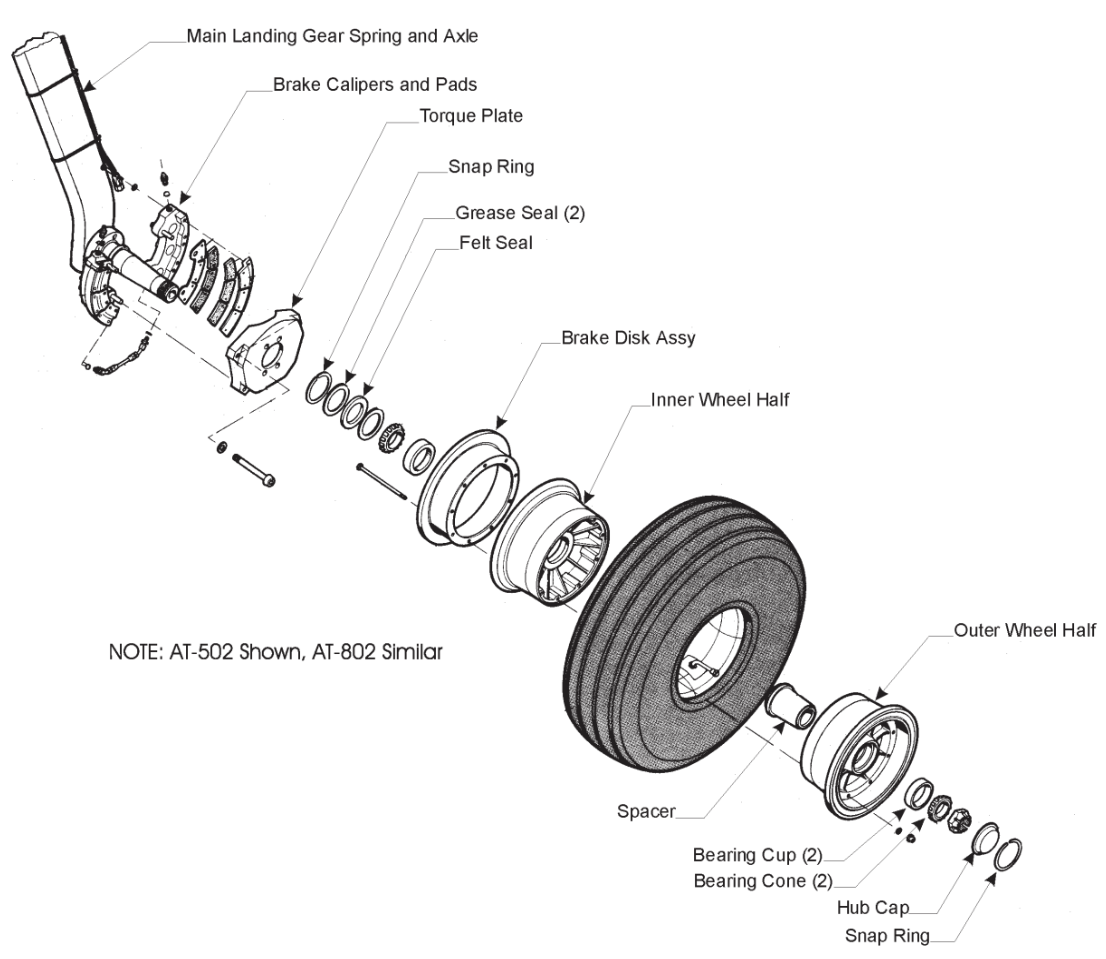 Main Landing Gear Spring and Axle
Brake Calipers and Pads
Torque Plate
Snap Ring
Grease Seal (2)
Felt Seal
Brake Disk Assy
Inner Wheel Half
Outer Wheel Half
NOTE: AT-502 Shown, AT-802 Similar
Spacer
Bearing Cup (2)
Bearing Cone (2)
Hub Cap
Snap Ring